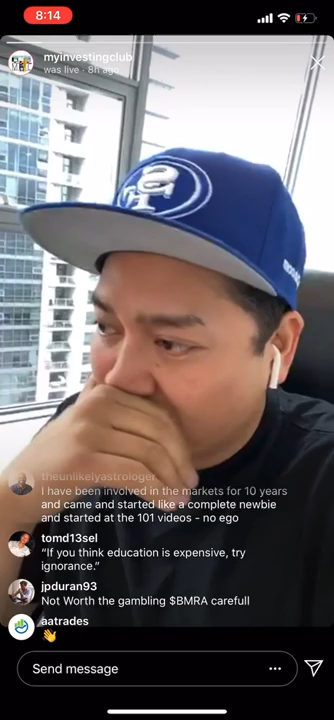 8:14
myinvestingclub
was live · 8h ago
theunlikelyastrologer
I have been involved in the markets for 10 years
and came and started like a complete newbie
and started at the 101 videos - no ego
tomd13sel
“If you think education is expensive, try
ignorance.”
jpduran93
Not Worth the gambling $BMRA carefull
aatrades
👋
Send message